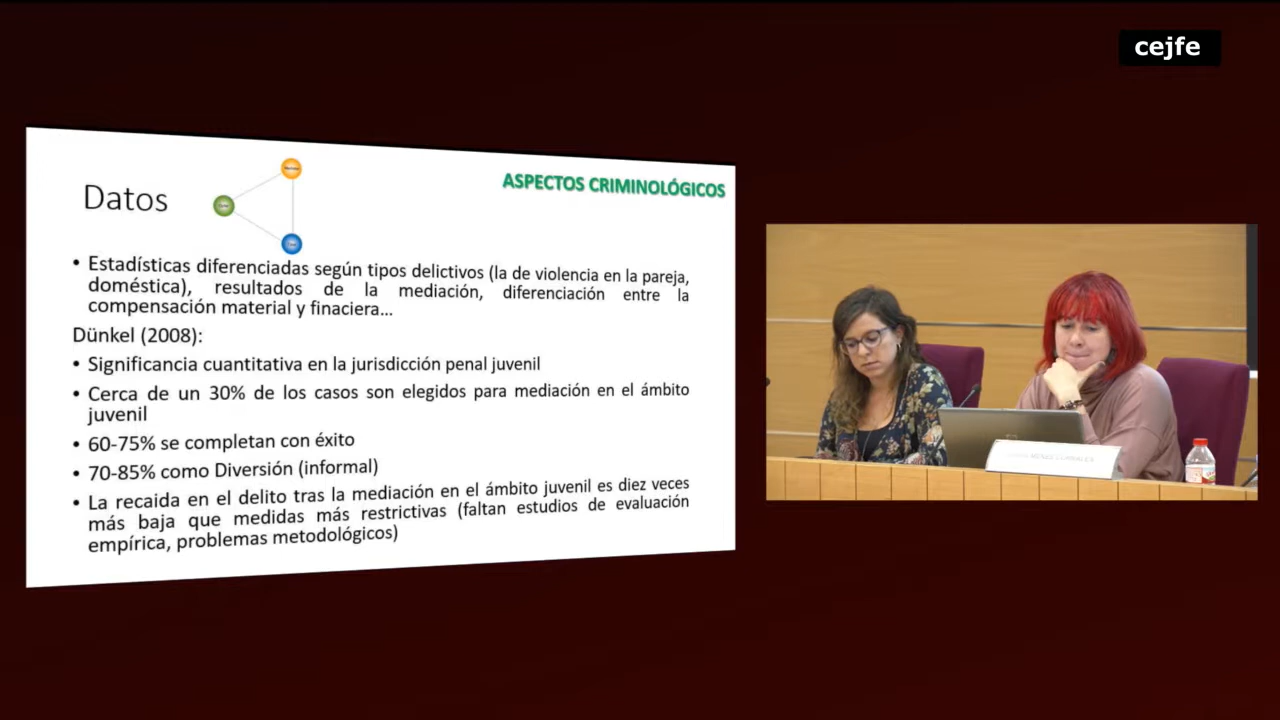 cejfe
ASPECTOS CRIMINOLÓGICOS
Datos
• Estadísticas diferenciadas según tipos delictivos (la de violencia en la pareja,
doméstica), resultados de la mediación, diferenciación entre la
compensación material y finaciera...
Dünkel (2008):
• Significancia cuantitativa en la jurisdicción penal juvenil
• Cerca de un 30% de los casos son elegidos para mediación en el ámbito
juvenil
• 60-75% se completan con éxito
• 70-85% como Diversión (informal)
• La recaida en el delito tras la mediación en el ámbito juvenil es diez veces
más baja que medidas más restrictivas (faltan estudios de evaluación
empírica, problemas metodológicos)